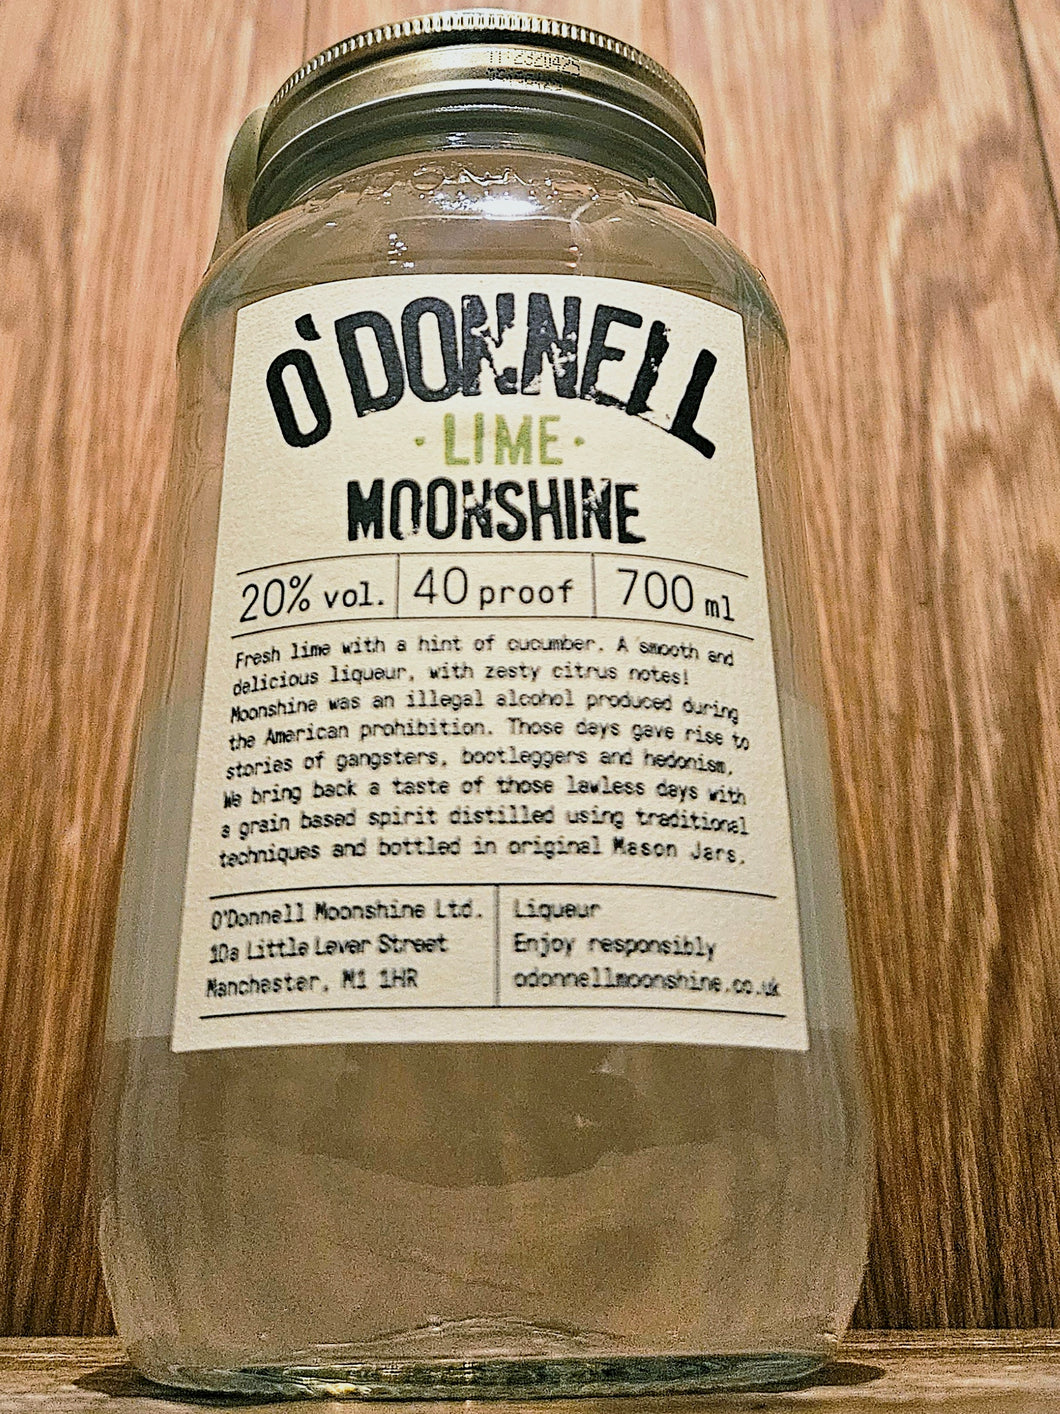 O'DONNELL
· LIME ·
MOONSHINE
20% vol.
40 proof
700 ml
Fresh lime with a hint of cucumber. A smooth and
delicious liqueur, with zesty citrus notes!
Moonshine was an illegal alcohol produced during
the American prohibition. Those days gave rise to
stories of gangsters, bootleggers and hedonism.
We bring back a taste of those lawless days with
a grain based spirit distilled using traditional
techniques and bottled in original Mason Jars.
O'Donnell Moonshine Ltd.
10a Little Lever Street
Manchester, M1 1HR
Liqueur
Enjoy responsibly
odonnellmoonshine.co.uk